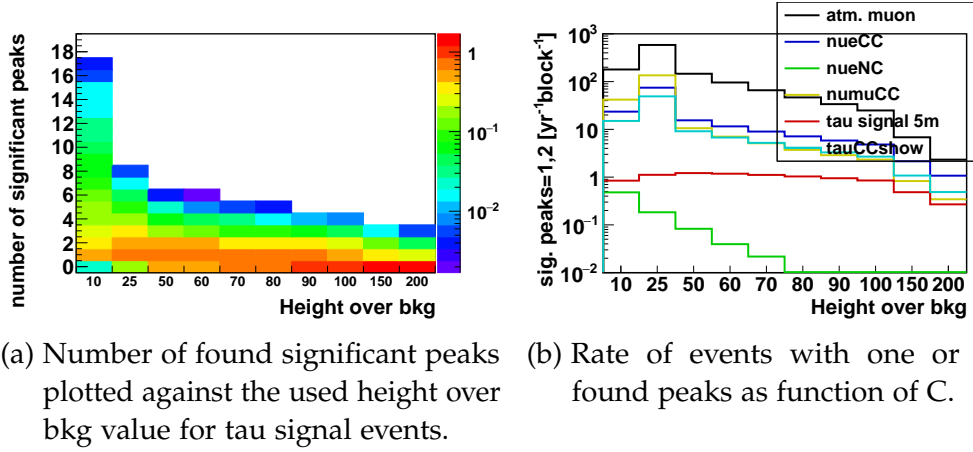 number of significant peaks
18
16
14
12
10
8
6
4
2
0
10 25 50 60 70 80 90 100 150 200
Height over bkg
1
10⁻¹
10⁻²
sig. peaks=1,2 [yr⁻¹block⁻¹]
10³
10²
10
1
10⁻¹
10⁻²
10 25 50 60 70 80 90 100 150 200
Height over bkg
atm. muon
nueCC
nueNC
numuCC
tau signal 5m
tauCCshow
(a) Number of found significant peaks
plotted against the used height over
bkg value for tau signal events.
(b) Rate of events with one or
found peaks as function of C.